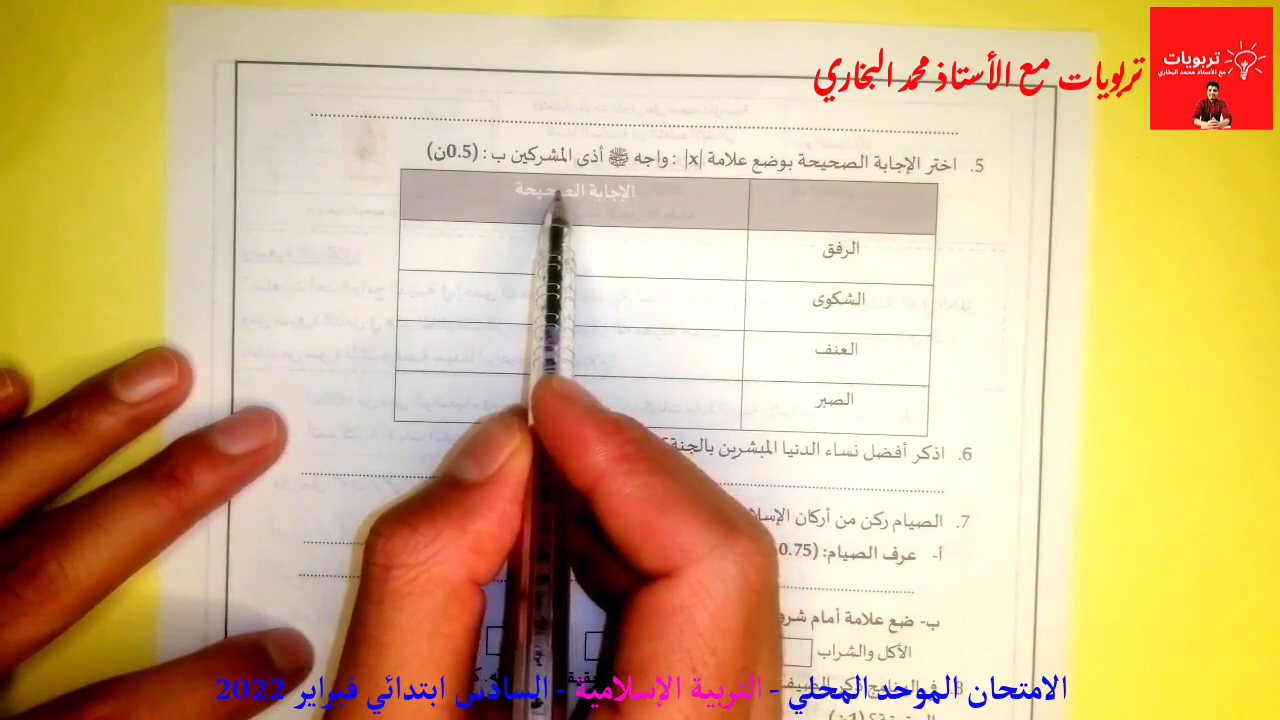 تربويات مع الأستاذ محمد البخاري
تربويات
مع الأستاذ محمد البخاري
5. اختر الإجابة الصحيحة بوضع علامة |x| : واجه ﷺ أذى المشركين ب : (0.5ن)
الإجابة الصحيحة
الرفق
الشكوى
العنف
الصبر
6. اذكر أفضل نساء الدنيا المبشرين بالجنة؟
7. الصيام ركن من أركان
أ- عرف الصيام: (0.75
ب- ضع علامة أمام
الأكل والشراب
الامتحان الموحد المحلي - التربية الإسلامية - السادس ابتدائي فبراير 2022